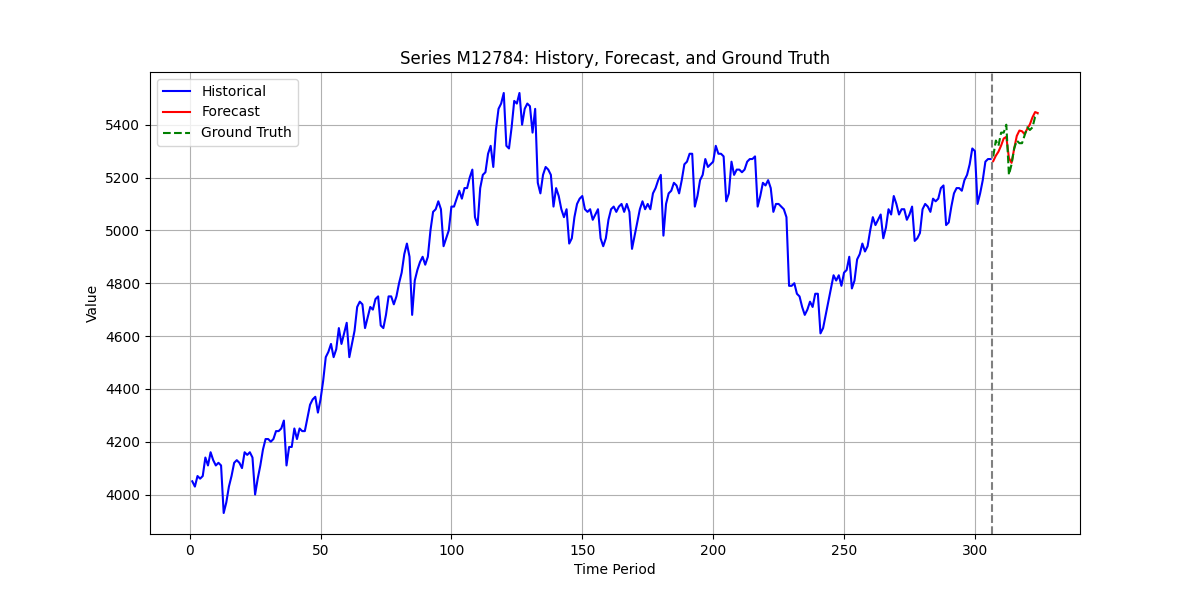 Series M12784: History, Forecast, and Ground Truth
Historical
Forecast
Ground Truth
5400
5200
5000
4800
4600
4400
4200
4000
Value
0 50 100 150 200 250 300
Time Period